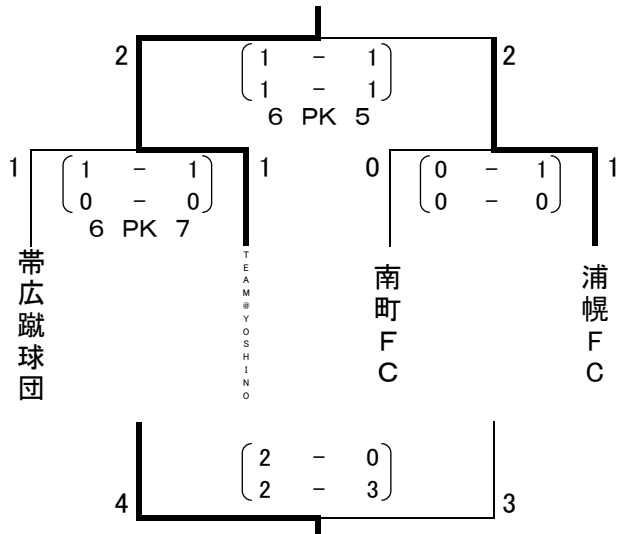 2 1 - 1 2
1 - 1
6 PK 5
1 1 - 1 1 0 0 - 1 1
0 - 0 0 - 0
6 PK 7
帯広蹴球団
TEAM@YOSHINO
南町FC
浦幌FC
2 - 0
4 2 - 3 3